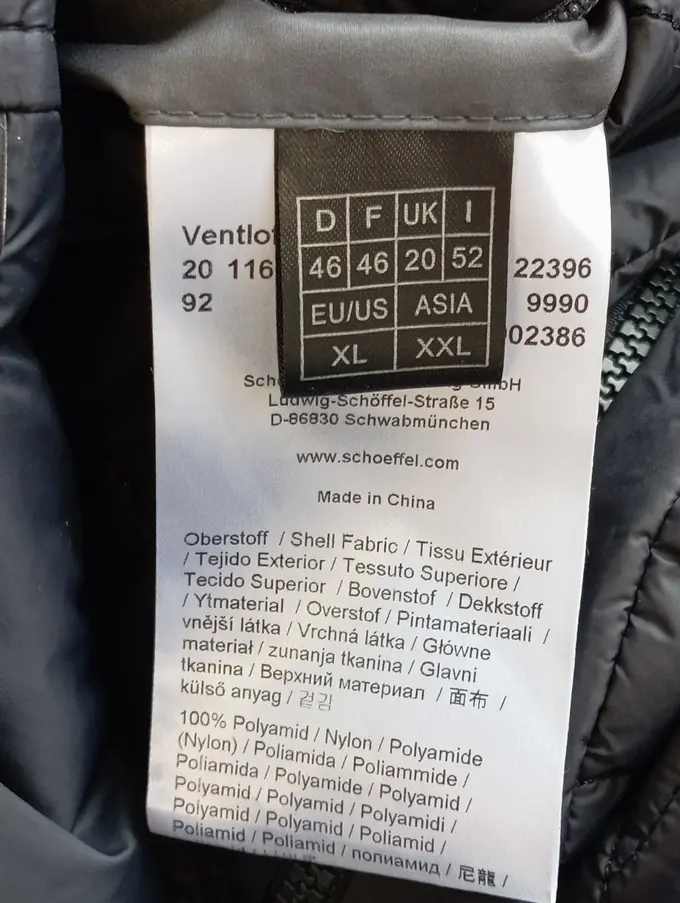 D F UK I
46 46 20 52
EU/US ASIA
XL XXL
20 116
22396
92
9990
02386
Ludwig-Schöffel-Straße 15
D-86830 Schwabmünchen
www.schoeffel.com
Made in China
Oberstoff / Shell Fabric / Tissu Extérieur
/ Tejido Exterior / Tessuto Superiore /
Tecido Superior / Bovenstof / Dekkstoff
/ Ytmaterial / Overstof / Pintamateriaali /
vnější látka / Vrchná látka / Główne
materiał / zunanja tkanina / Glavni
tkanina / Верхний материал / 面布 /
külső anyag / 겉김
100% Polyamid / Nylon / Polyamide
(Nylon) / Poliamida / Poliammide /
Poliamida / Polyamide / Polyamid /
Polyamid / Polyamid / Polyamidi /
Polyamid / Polyamid / Poliamid /
Poliamid / Poliamid / полиамид / 尼龍 /